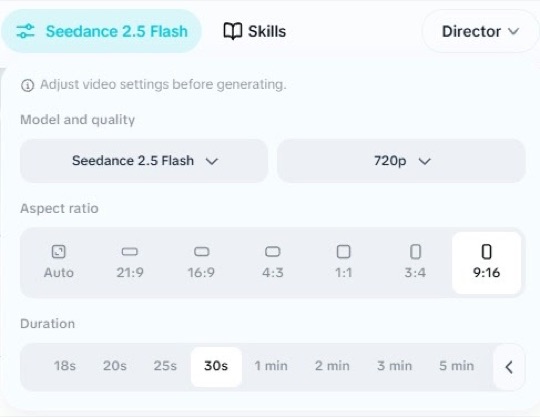 Seedance 2.5 Flash Skills Director
Adjust video settings before generating.
Model and quality
Seedance 2.5 Flash 720p
Aspect ratio
Auto 21:9 16:9 4:3 1:1 3:4 9:16
Duration
18s 20s 25s 30s 1 min 2 min 3 min 5 min